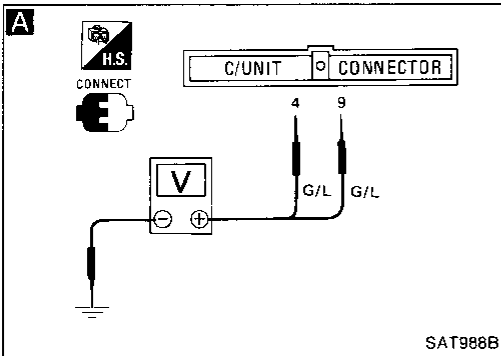 A
H.S.
CONNECT
C/UNIT CONNECTOR
4 9
G/L G/L
V
SAT988B